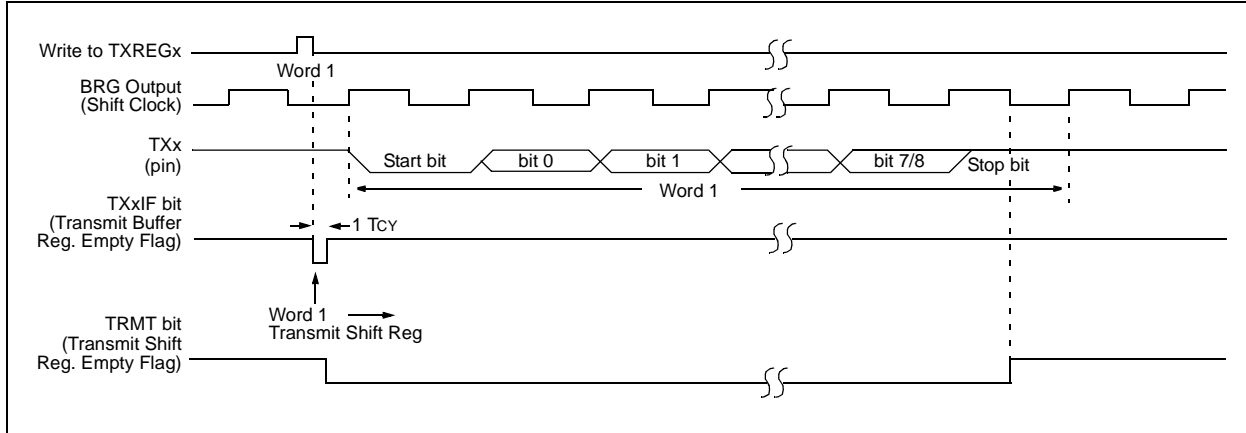 Write to TXREGx
Word 1
BRG Output
(Shift Clock)
TXx
(pin)
Start bit
bit 0
bit 1
bit 7/8
Stop bit
Word 1
TXxIF bit
(Transmit Buffer
Reg. Empty Flag)
1 TCY
Word 1
Transmit Shift Reg
TRMT bit
(Transmit Shift
Reg. Empty Flag)